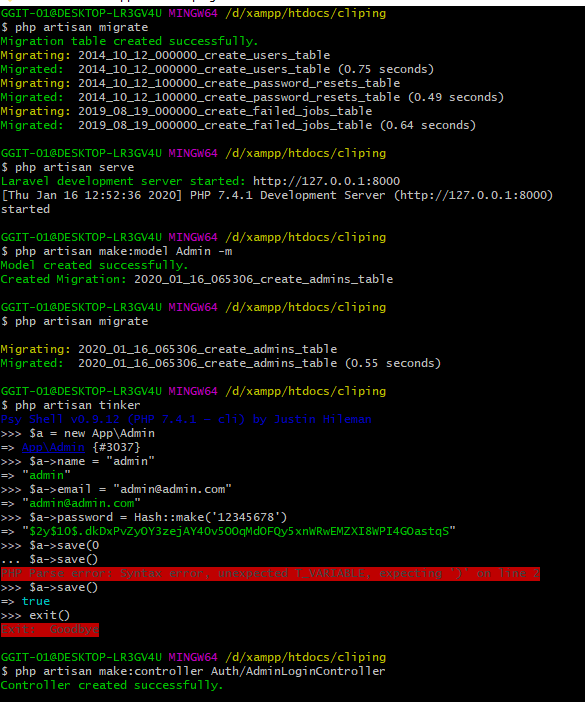 GGIT-01@DESKTOP-LR3GV4U MINGW64 /d/xampp/htdocs/cliping
$ php artisan migrate
Migration table created successfully.
Migrating: 2014_10_12_000000_create_users_table
Migrated:  2014_10_12_000000_create_users_table (0.75 seconds)
Migrating: 2014_10_12_100000_create_password_resets_table
Migrated:  2014_10_12_100000_create_password_resets_table (0.49 seconds)
Migrating: 2019_08_19_000000_create_failed_jobs_table
Migrated:  2019_08_19_000000_create_failed_jobs_table (0.64 seconds)
GGIT-01@DESKTOP-LR3GV4U MINGW64 /d/xampp/htdocs/cliping
$ php artisan serve
Laravel development server started: http://127.0.0.1:8000
[Thu Jan 16 12:52:36 2020] PHP 7.4.1 Development Server (http://127.0.0.1:8000)
started
GGIT-01@DESKTOP-LR3GV4U MINGW64 /d/xampp/htdocs/cliping
$ php artisan make:model Admin -m
Model created successfully.
Created Migration: 2020_01_16_065306_create_admins_table
GGIT-01@DESKTOP-LR3GV4U MINGW64 /d/xampp/htdocs/cliping
$ php artisan migrate
Migrating: 2020_01_16_065306_create_admins_table
Migrated:  2020_01_16_065306_create_admins_table (0.55 seconds)
GGIT-01@DESKTOP-LR3GV4U MINGW64 /d/xampp/htdocs/cliping
$ php artisan tinker
Psy Shell v0.9.12 (PHP 7.4.1 — cli) by Justin Hileman
>>> $a = new App\Admin
=> App\Admin {#3037}
>>> $a->name = "admin"
=> "admin"
>>> $a->email = "admin@admin.com"
=> "admin@admin.com"
>>> $a->password = Hash::make('12345678')
=> "$2y$10$.dkDxPvZyOY3zejAY4Ov5OOqMdOFQy5xnWRwEMZXI8WPI4GOastqS"
>>> $a->save(0
... $a->save()
PHP Parse error: Syntax error, unexpected T_VARIABLE, expecting ')' on line 2
>>> $a->save()
=> true
>>> exit()
Exit:  Goodbye
GGIT-01@DESKTOP-LR3GV4U MINGW64 /d/xampp/htdocs/cliping
$ php artisan make:controller Auth/AdminLoginController
Controller created successfully.